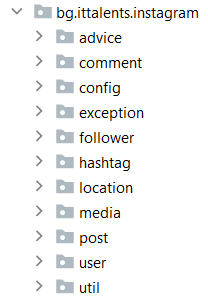 bg.ittalents.instagram
advice
comment
config
exception
follower
hashtag
location
media
post
user
util